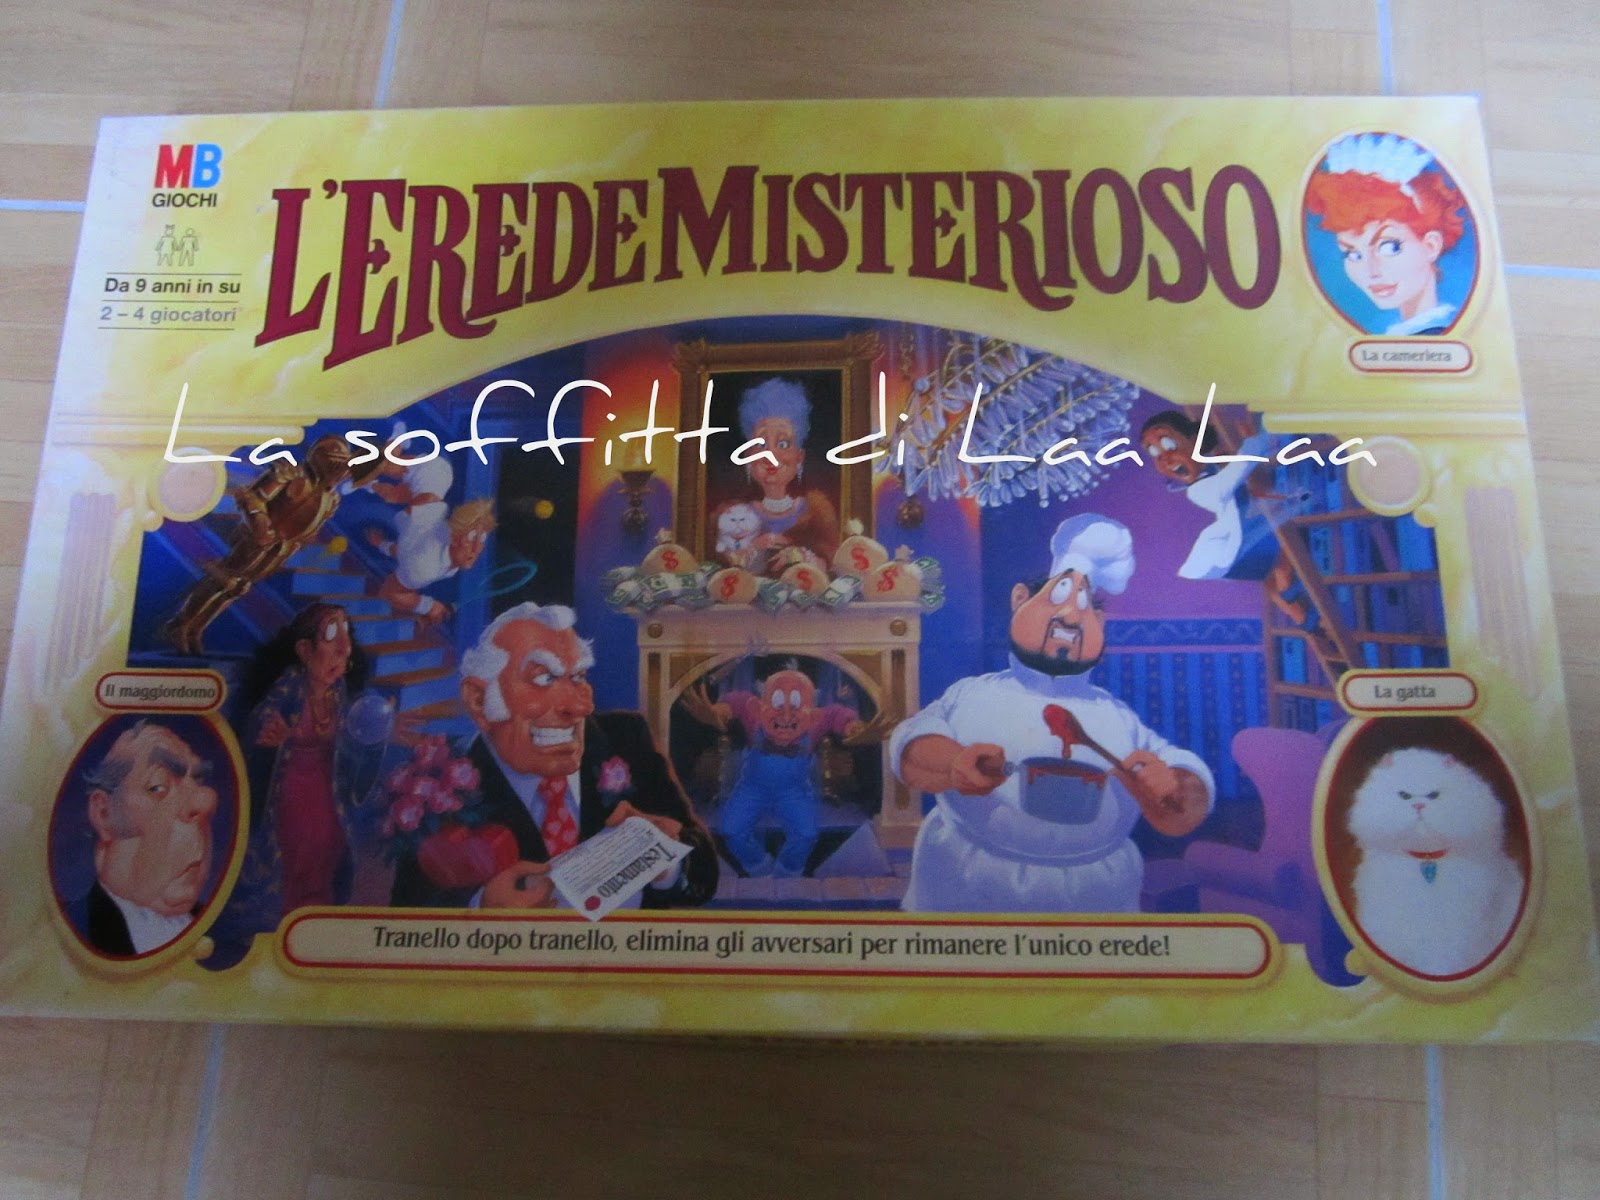 MB
GIOCHI
Da 9 anni in su
2 – 4 giocatori
L'EREDE MISTERIOSO
La cameriera
La soffitta di Laa Laa
Il maggiordomo
La gatta
Testamento
Tranello dopo tranello, elimina gli avversari per rimanere l'unico erede!